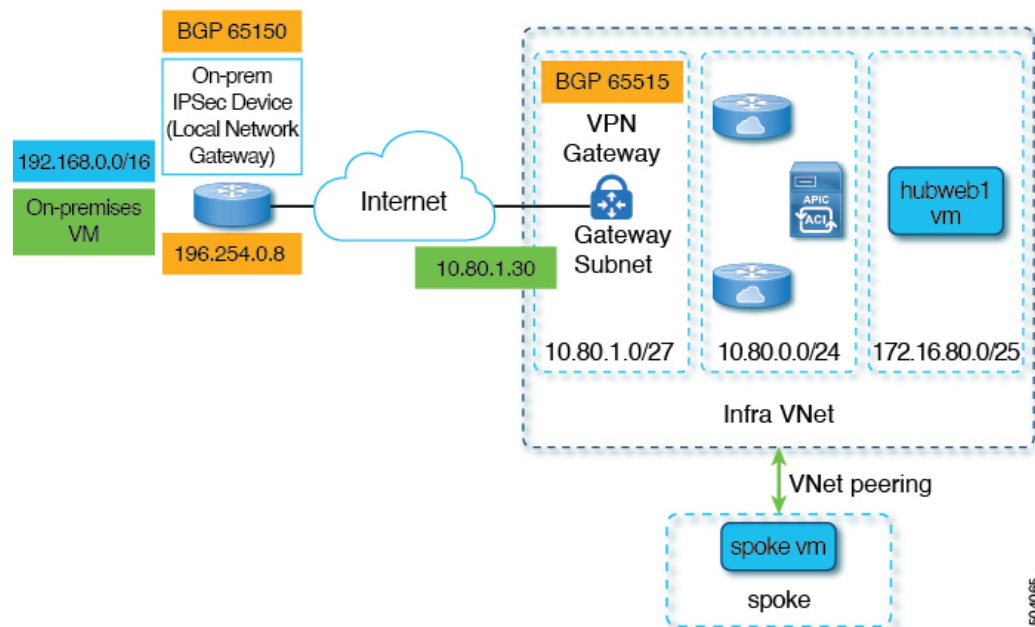 BGP 65150
On-prem
IPSec Device
(Local Network
Gateway)
192.168.0.0/16
On-premises
VM
196.254.0.8
Internet
10.80.1.30
BGP 65515
VPN
Gateway
Gateway
Subnet
10.80.1.0/27
APIC
ACI
10.80.0.0/24
hubweb1
vm
172.16.80.0/25
Infra VNet
VNet peering
spoke vm
spoke